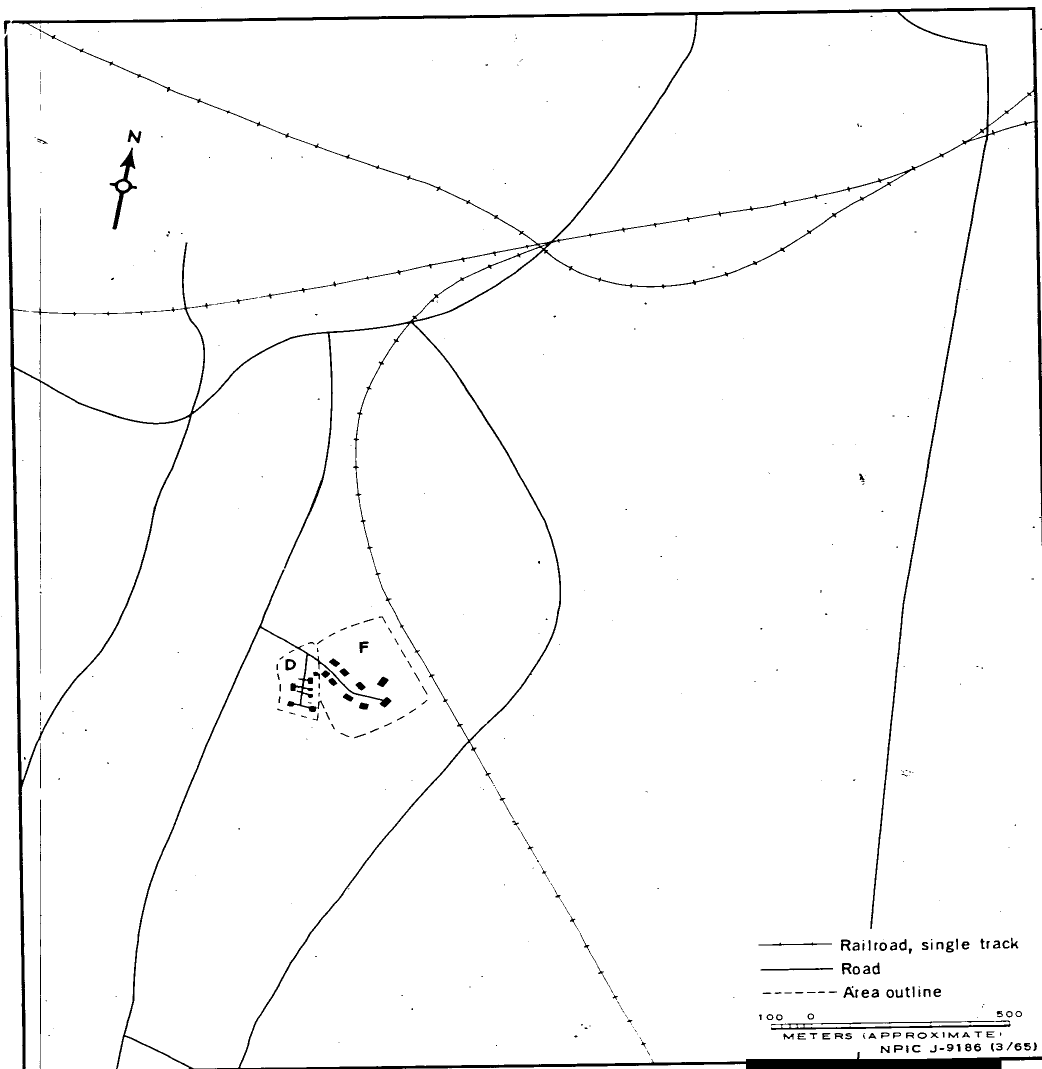 N
F
D
Railroad, single track
Road
Area outline
100 0 500
METERS (APPROXIMATE)
NPIC J-9186 (3/65)